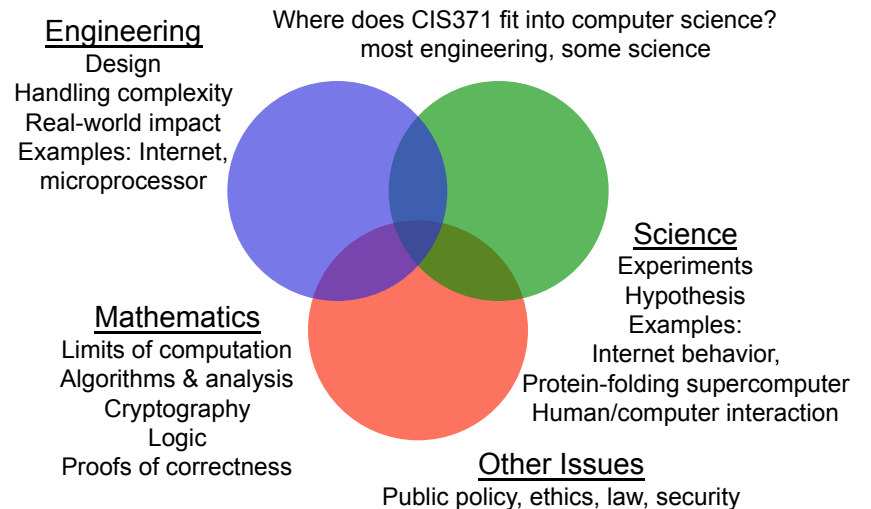 Where does CIS371 fit into computer science?
most engineering, some science
Engineering
Design
Handling complexity
Real-world impact
Examples: Internet,
microprocessor
Science
Experiments
Hypothesis
Examples:
Internet behavior,
Protein-folding supercomputer
Human/computer interaction
Mathematics
Limits of computation
Algorithms & analysis
Cryptography
Logic
Proofs of correctness
Other Issues
Public policy, ethics, law, security